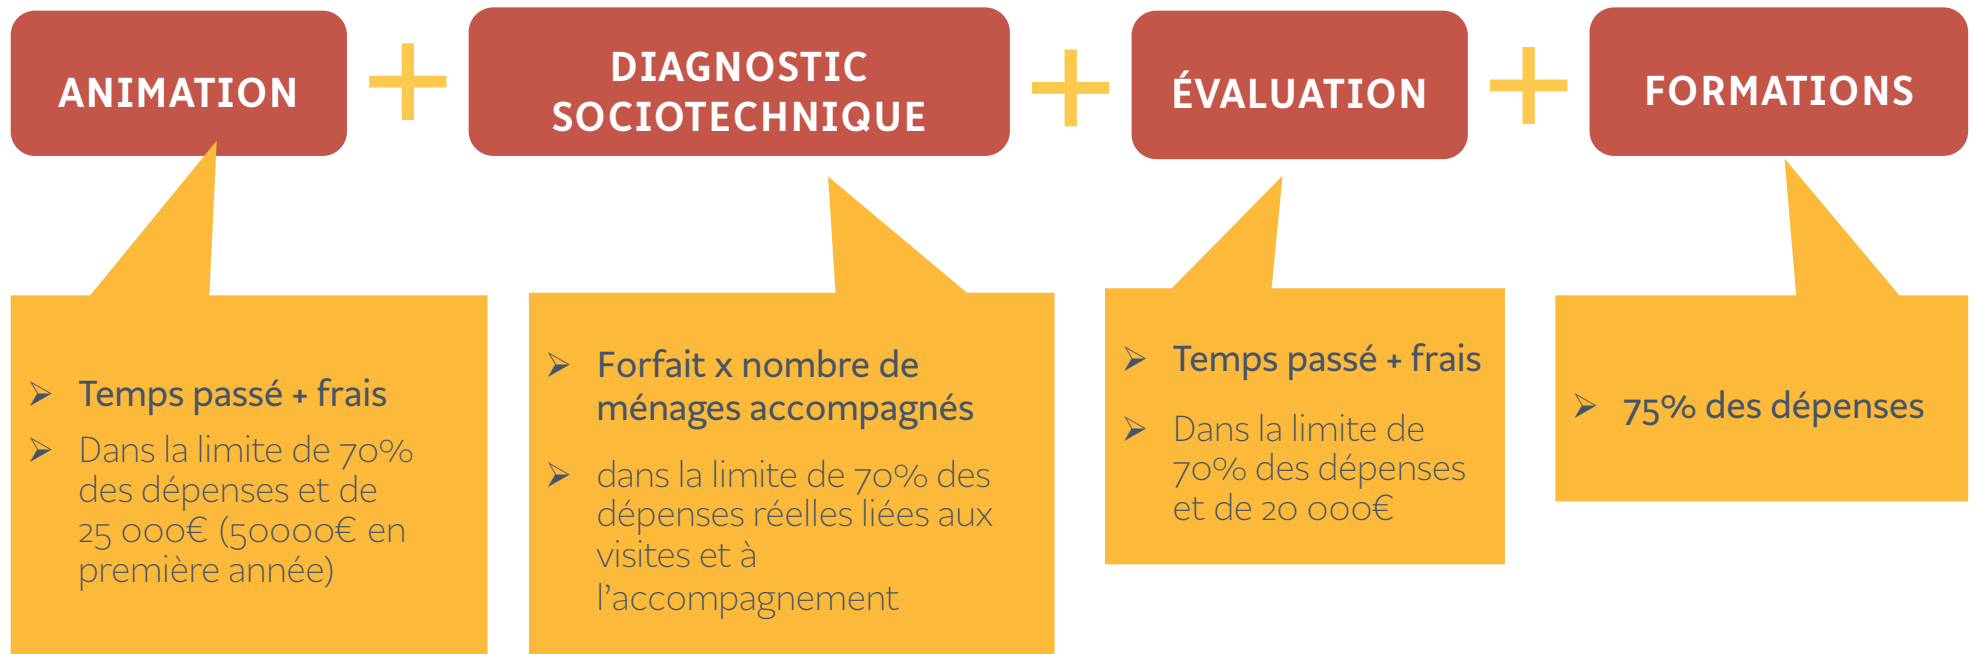 ANIMATION
DIAGNOSTIC
SOCIOTECHNIQUE
ÉVALUATION
FORMATIONS
➢ Temps passé + frais
➢ Dans la limite de 70%
des dépenses et de
25 000€ (50000€ en
première année)
➢ Forfait x nombre de
ménages accompagnés
➢ dans la limite de 70% des
dépenses réelles liées aux
visites et à
l’accompagnement
➢ Temps passé + frais
➢ Dans la limite de
70% des dépenses
et de 20 000€
➢ 75% des dépenses